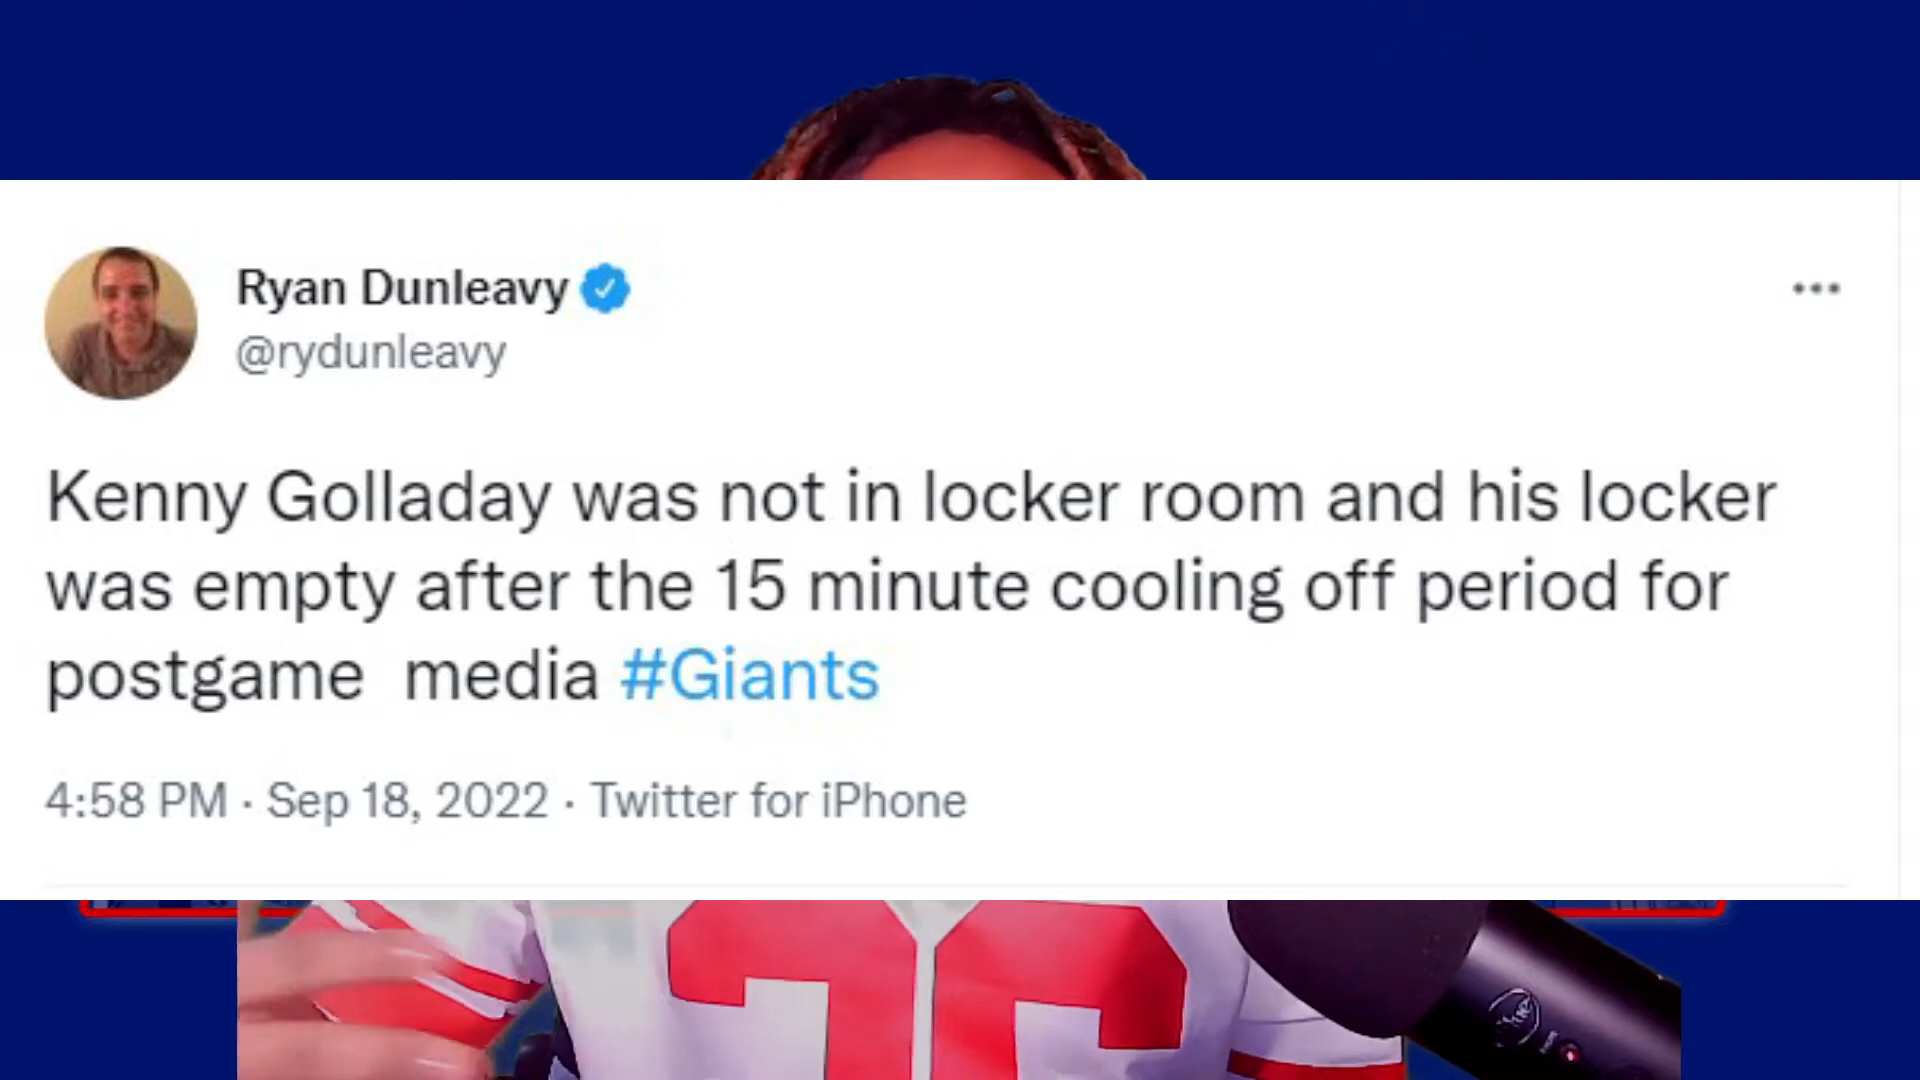 Ryan Dunleavy
@rydunleavy
Kenny Golladay was not in locker room and his locker
was empty after the 15 minute cooling off period for
postgame  media #Giants
4:58 PM · Sep 18, 2022 · Twitter for iPhone